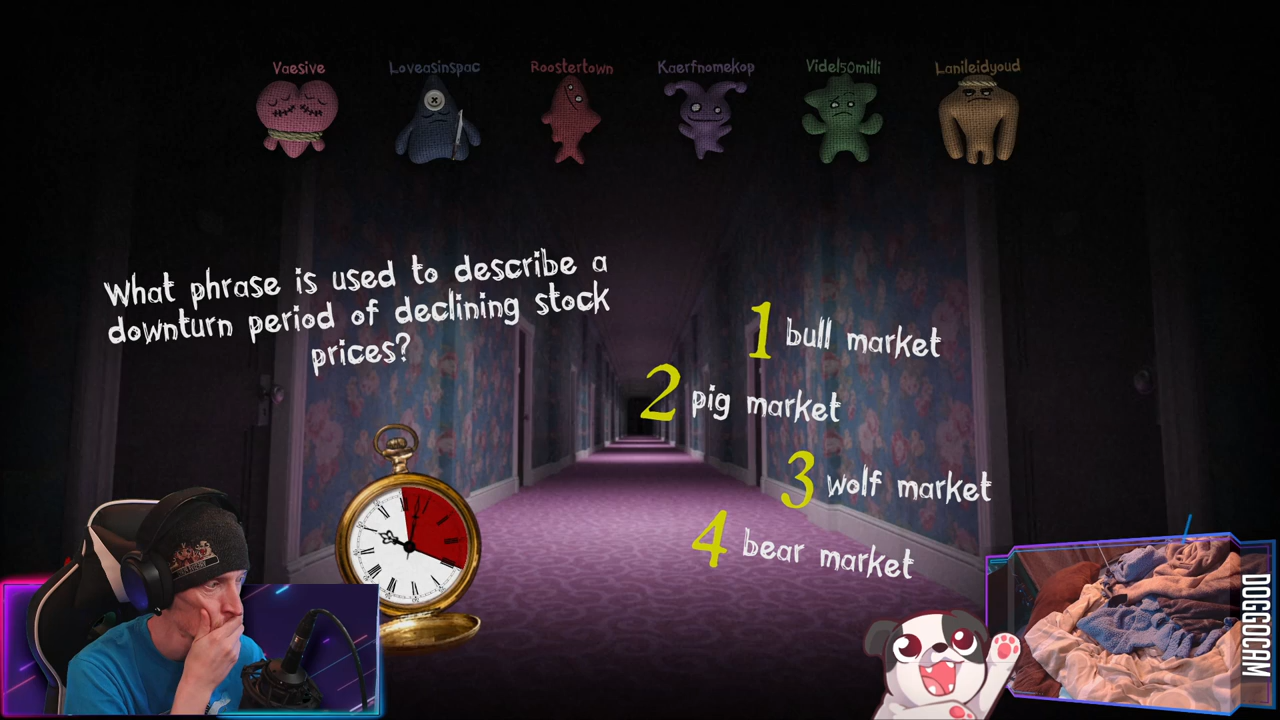 Vaesive
Loveasinspac
Roostertown
Kaerfnomekop
Videl50milli
Lanileidyoud
What phrase is used to describe a
downturn period of declining stock
prices?
1 bull market
2 pig market
3 wolf market
4 bear market
DOGGOCAM